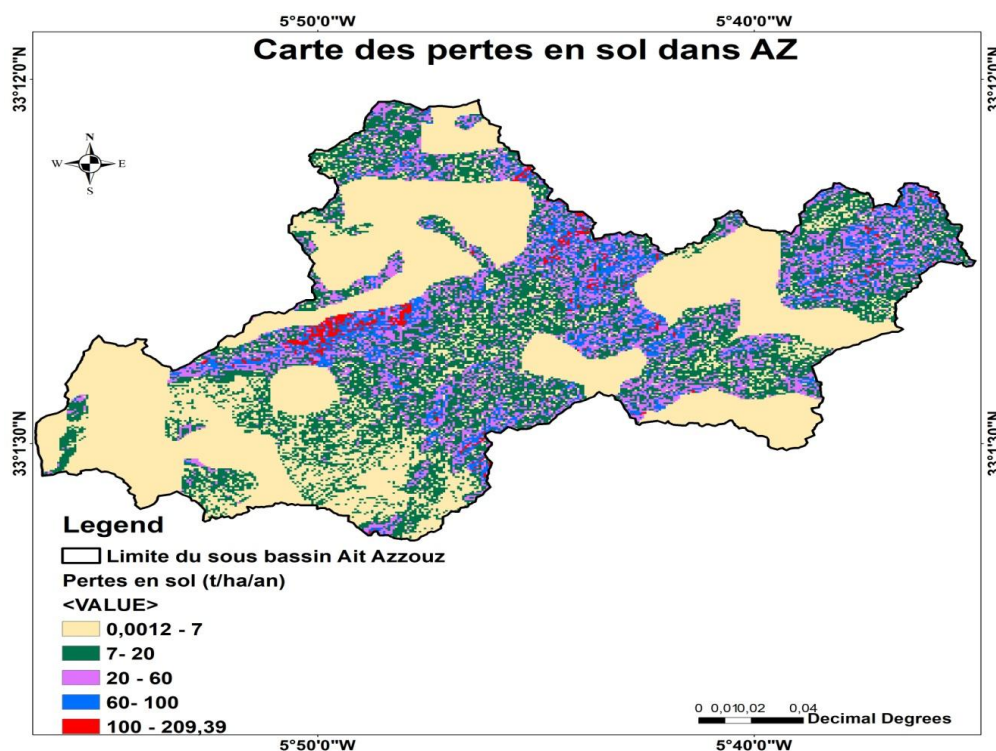 5°50'0"W
5°40'0"W
Carte des pertes en sol dans AZ
33°12'0"N
33°12'0"N
N
W E
S
33°1'30"N
33°1'30"N
Legend
Limite du sous bassin Ait Azzouz
Pertes en sol (t/ha/an)
<VALUE>
0,0012 - 7
7- 20
20 - 60
60- 100
100 - 209,39
0 0,010,02 0,04
Decimal Degrees
5°50'0"W
5°40'0"W